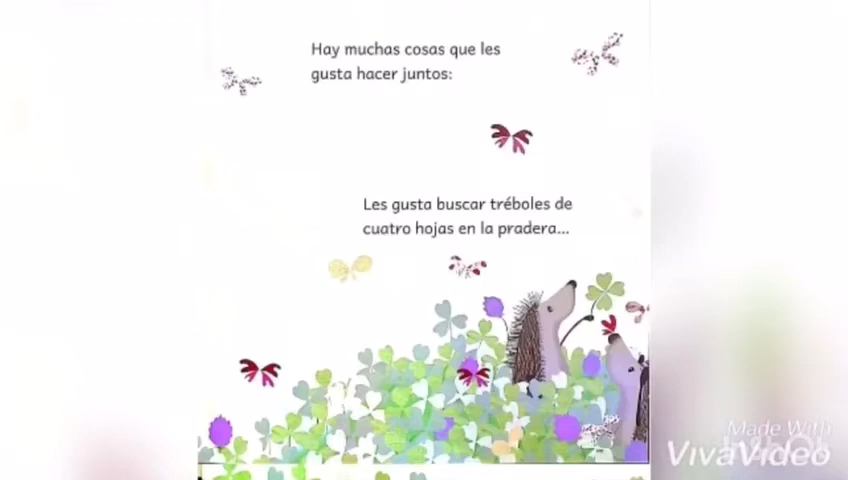 Hay muchas cosas que les
gusta hacer juntos:
Les gusta buscar tréboles de
cuatro hojas en la pradera...
Made With
VivaVideo